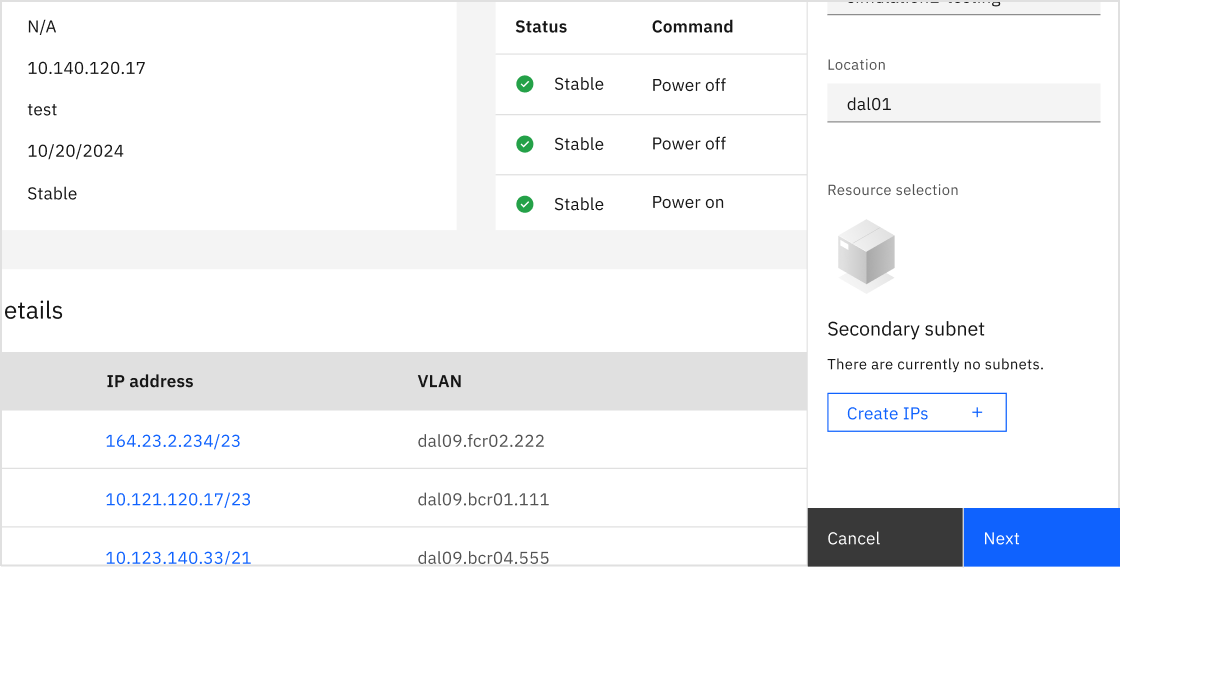 N/A
10.140.120.17
test
10/20/2024
Stable
Status Command
Stable Power off
Stable Power off
Stable Power on
etails
IP address VLAN
164.23.2.234/23 dal09.fcr02.222
10.121.120.17/23 dal09.bcr01.111
10.123.140.33/21 dal09.bcr04.555
Location
dal01
Resource selection
Secondary subnet
There are currently no subnets.
Create IPs +
Cancel Next